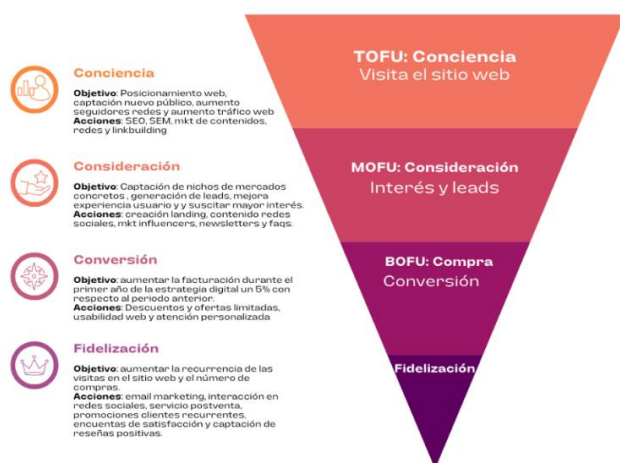 Conciencia
Objetivo: Posicionamiento web,
captación nuevo público, aumento
seguidores redes y aumento tráfico web
Acciones: SEO, SEM, mkt de contenidos,
redes y linkbuilding
Consideración
Objetivo: Captación de nichos de mercados
concretos , generación de leads, mejora
experiencia usuario y y suscitar mayor interés.
Acciones: creación landing, contenido redes
sociales, mkt influencers, newsletters y faqs.
Conversión
Objetivo: aumentar la facturación durante el
primer año de la estrategia digital un 5% con
respecto al periodo anterior.
Acciones: Descuentos y ofertas limitadas,
usabilidad web y atención personalizada
Fidelización
Objetivo: aumentar la recurrencia de las
visitas en el sitio web y el número de
compras.
Acciones: email marketing, interacción en
redes sociales, servicio postventa,
promociones clientes recurrentes,
encuentas de satisfacción y captación de
reseñas positivas.
TOFU: Conciencia
Visita el sitio web
MOFU: Consideración
Interés y leads
BOFU: Compra
Conversión
Fidelización